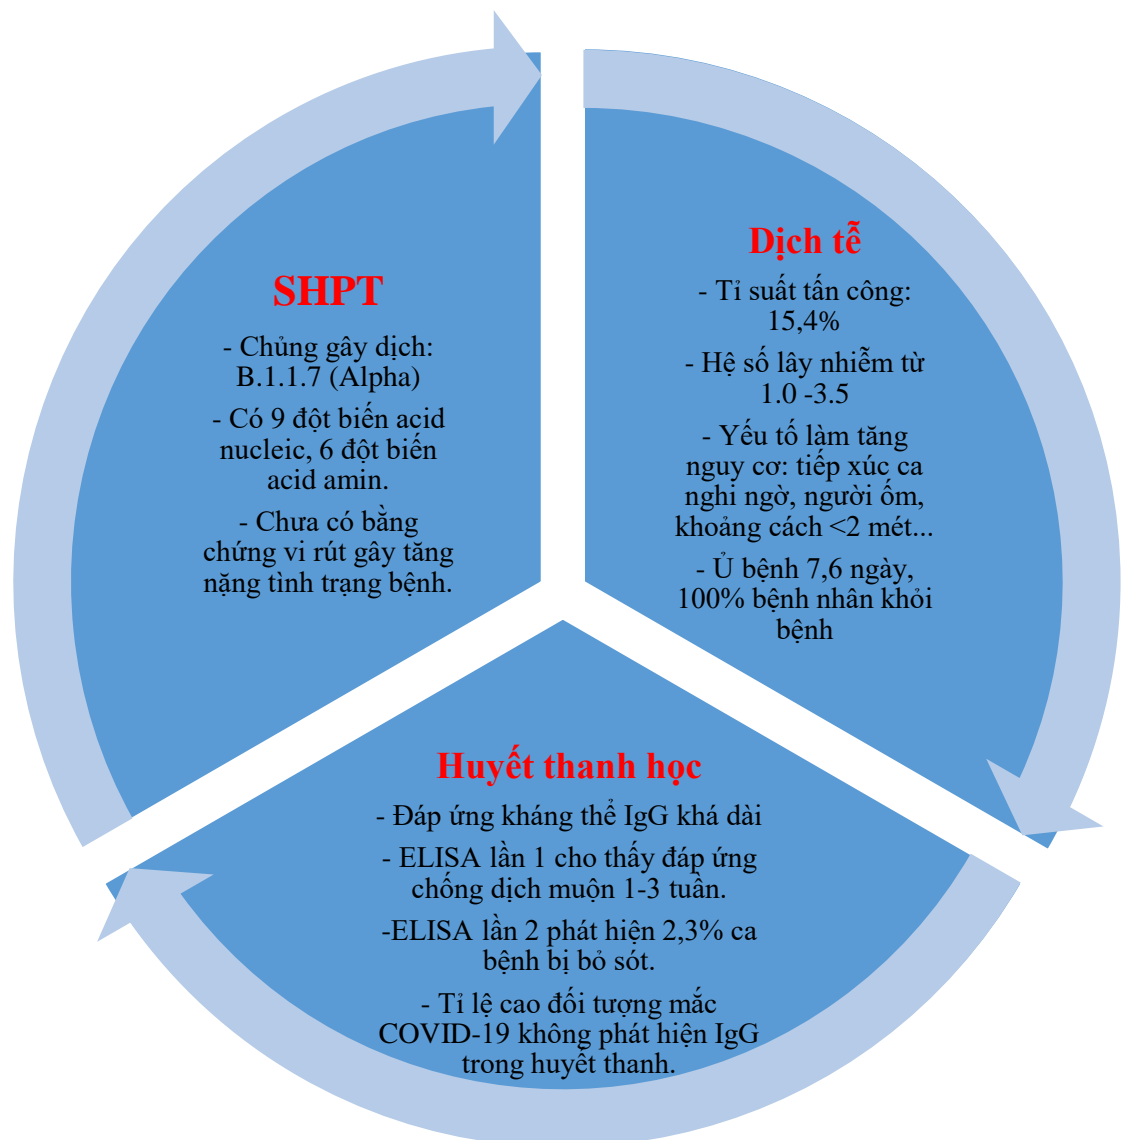 SHPT
- Chủng gây dịch:
B.1.1.7 (Alpha)
- Có 9 đột biến acid
nucleic, 6 đột biến
acid amin.
- Chưa có bằng
chứng vi rút gây tăng
nặng tình trạng bệnh.
Dịch tễ
- Tỉ suất tấn công:
15,4%
- Hệ số lây nhiễm từ
1.0 -3.5
- Yếu tố làm tăng
nguy cơ: tiếp xúc ca
nghi ngờ, người ốm,
khoảng cách <2 mét...
- Ủ bệnh 7,6 ngày,
100% bệnh nhân khỏi
bệnh
Huyết thanh học
- Đáp ứng kháng thể IgG khá dài
- ELISA lần 1 cho thấy đáp ứng
chống dịch muộn 1-3 tuần.
-ELISA lần 2 phát hiện 2,3% ca
bệnh bị bỏ sót.
- Tỉ lệ cao đối tượng mắc
COVID-19 không phát hiện IgG
trong huyết thanh.